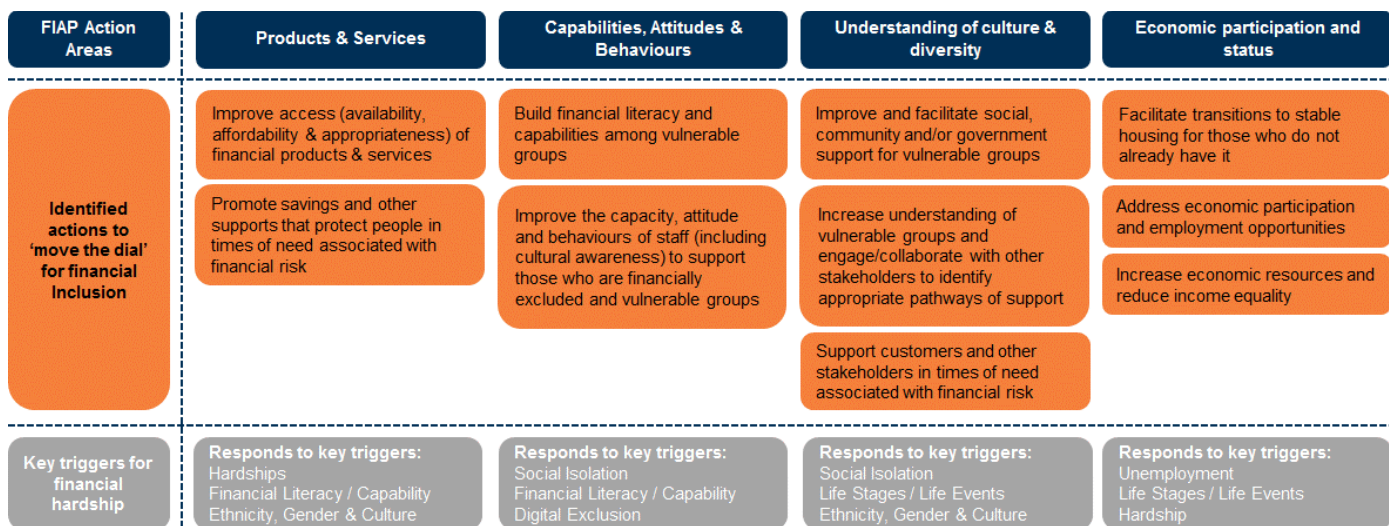 FIAP Action
Areas
Products & Services
Capabilities, Attitudes &
Behaviours
Understanding of culture &
diversity
Economic participation and
status
Identified
actions to
‘move the dial’
for financial
Inclusion
Improve access (availability,
affordability & appropriateness) of
financial products & services
Promote savings and other
supports that protect people in
times of need associated with
financial risk
Build financial literacy and
capabilities among vulnerable
groups
Improve the capacity, attitude
and behaviours of staff (including
cultural awareness) to support
those who are financially
excluded and vulnerable groups
Improve and facilitate social,
community and/or government
support for vulnerable groups
Increase understanding of
vulnerable groups and
engage/collaborate with other
stakeholders to identify
appropriate pathways of support
Support customers and other
stakeholders in times of need
associated with financial risk
Facilitate transitions to stable
housing for those who do not
already have it
Address economic participation
and employment opportunities
Increase economic resources and
reduce income equality
Key triggers for
financial
hardship
Responds to key triggers:
Hardships
Financial Literacy / Capability
Ethnicity, Gender & Culture
Responds to key triggers:
Social Isolation
Financial Literacy / Capability
Digital Exclusion
Responds to key triggers:
Social Isolation
Life Stages / Life Events
Ethnicity, Gender & Culture
Responds to key triggers:
Unemployment
Life Stages / Life Events
Hardship